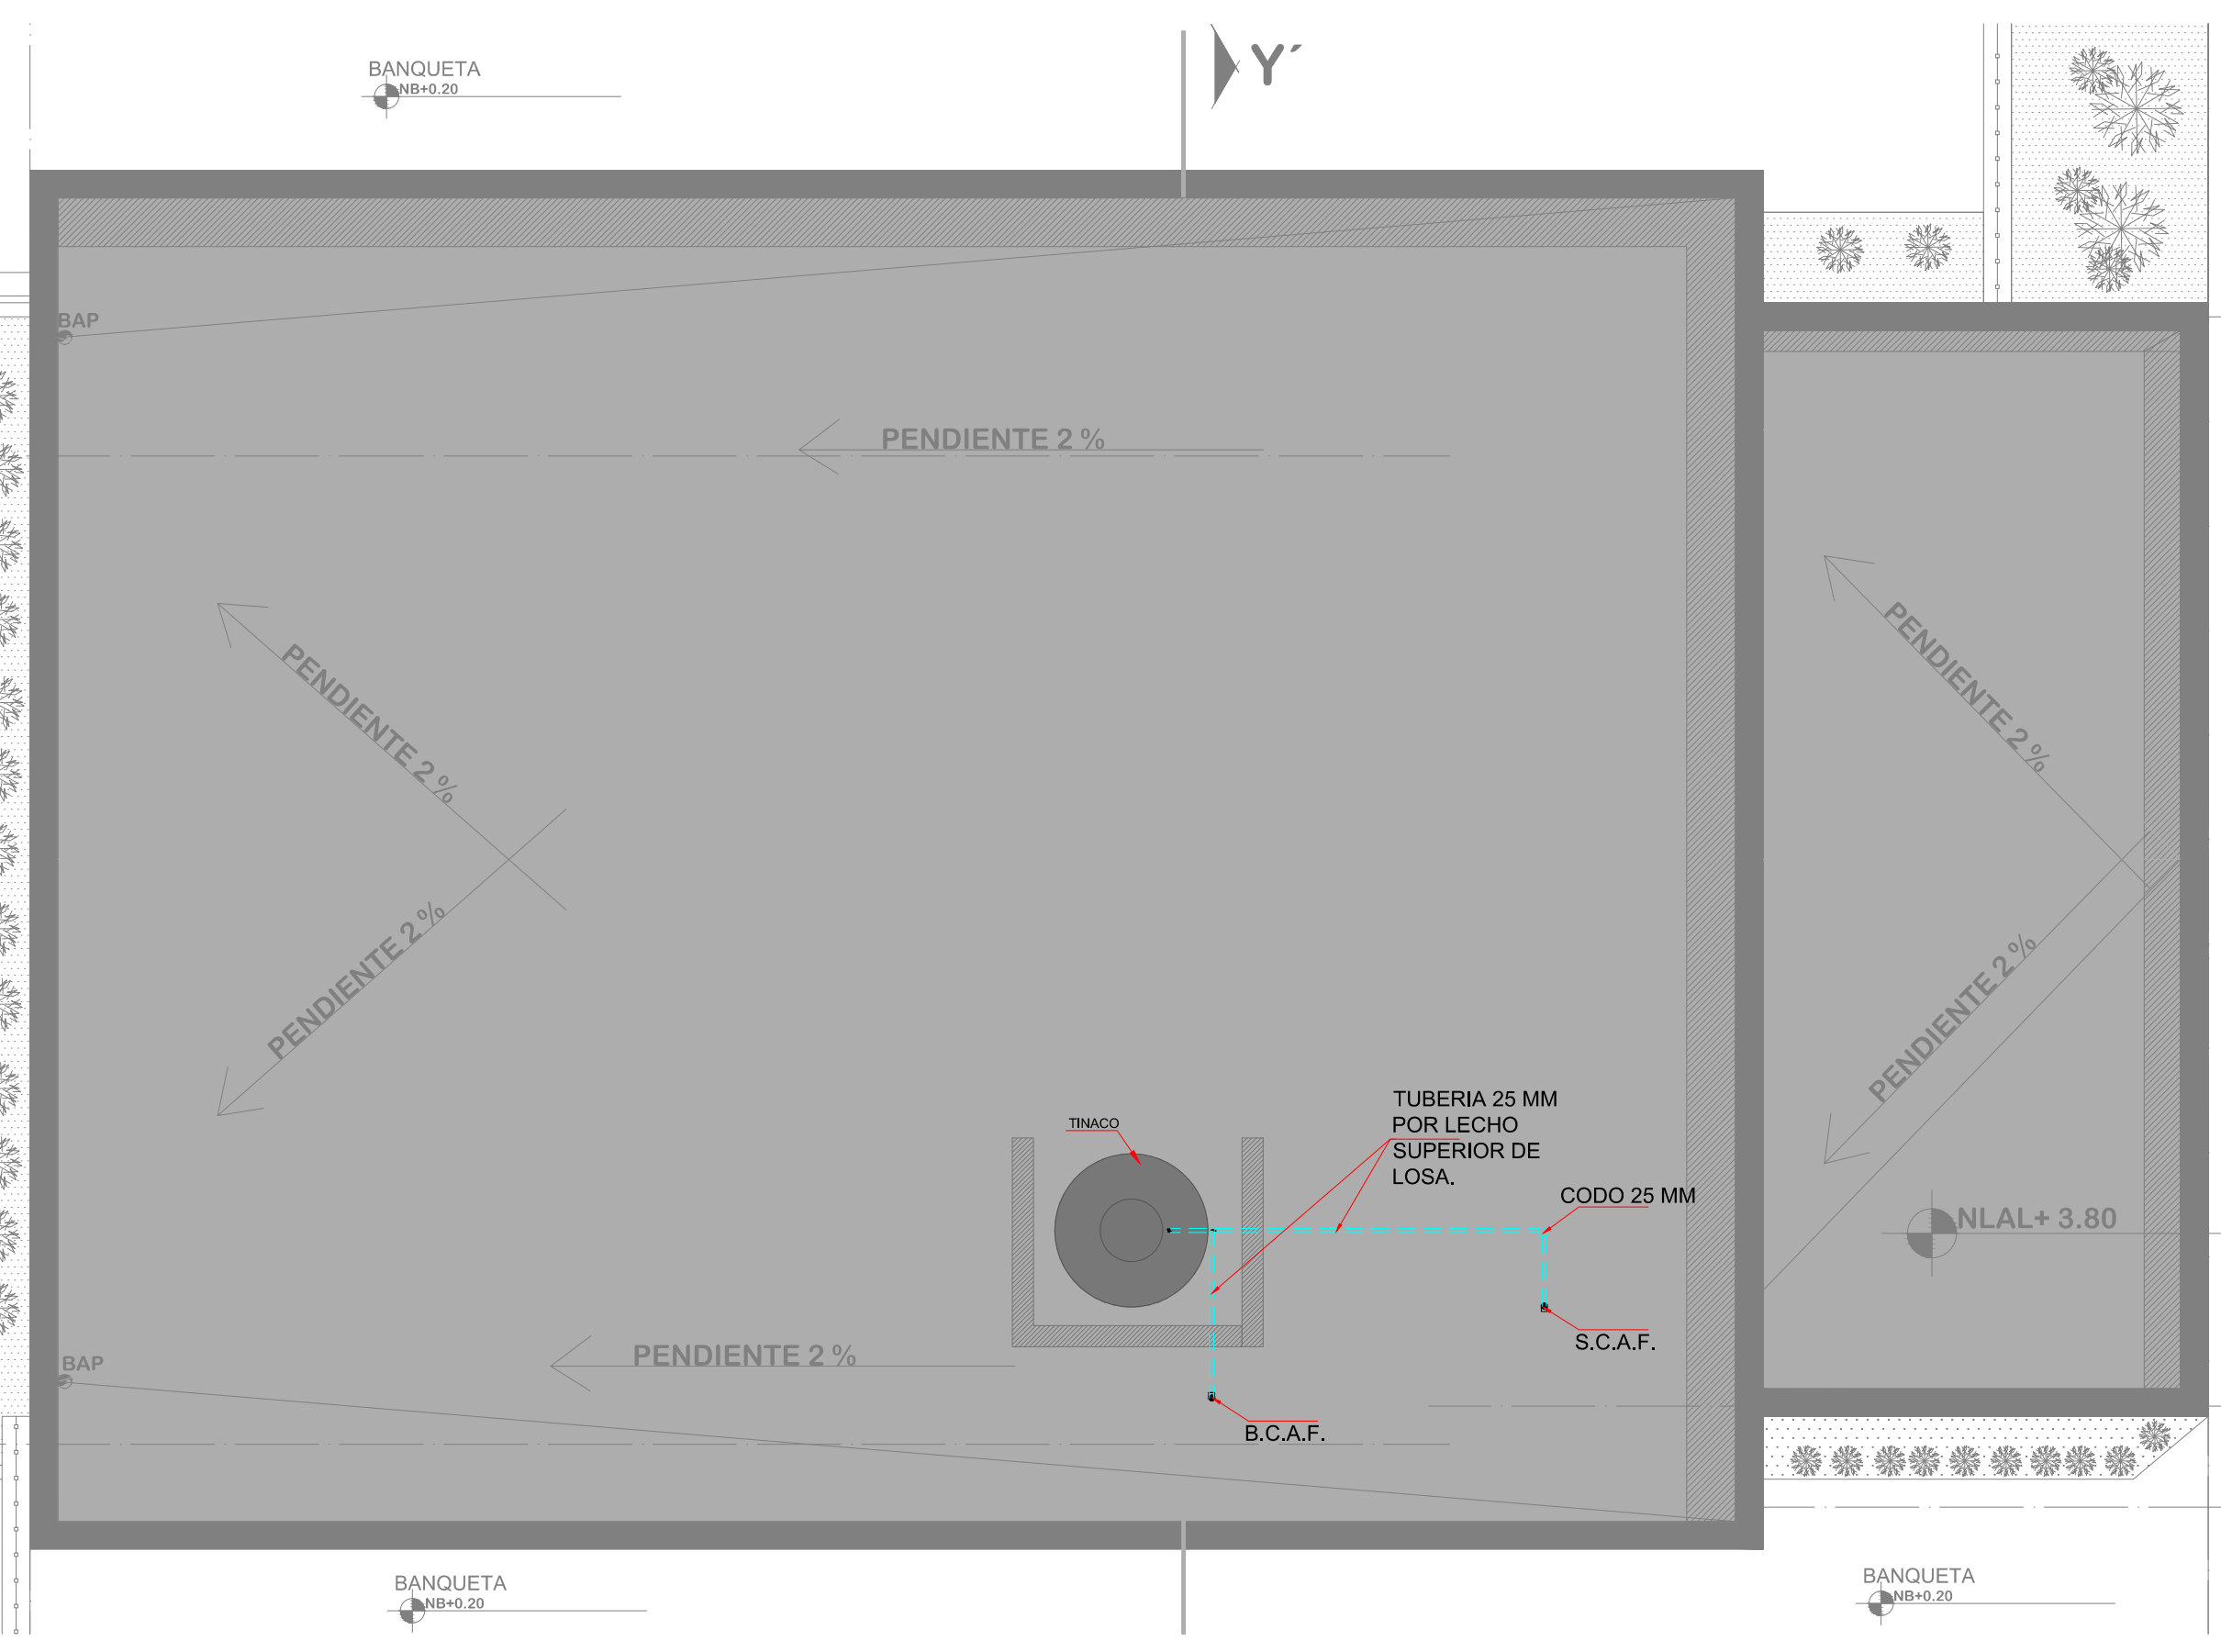 Y´
BANQUETA
NB+0.20
BAP
PENDIENTE 2 %
PENDIENTE 2 %
PENDIENTE 2 %
PENDIENTE 2 %
PENDIENTE 2 %
TUBERIA 25 MM
POR LECHO
SUPERIOR DE
LOSA.
TINACO
CODO 25 MM
NLAL+ 3.80
S.C.A.F.
PENDIENTE 2 %
BAP
B.C.A.F.
BANQUETA
NB+0.20
BANQUETA
NB+0.20